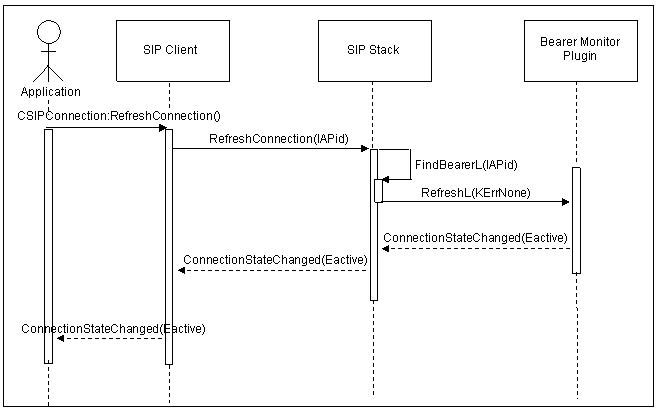 SIP Client
SIP Stack
Bearer Monitor
Plugin
Application
CSIPConnection:RefreshConnection()
RefreshConnection(IAPid)
FindBearerL(IAPid)
RefreshL(KErrNone)
ConnectionStateChanged(Eactive)
ConnectionStateChanged(Eactive)
ConnectionStateChanged(Eactive)